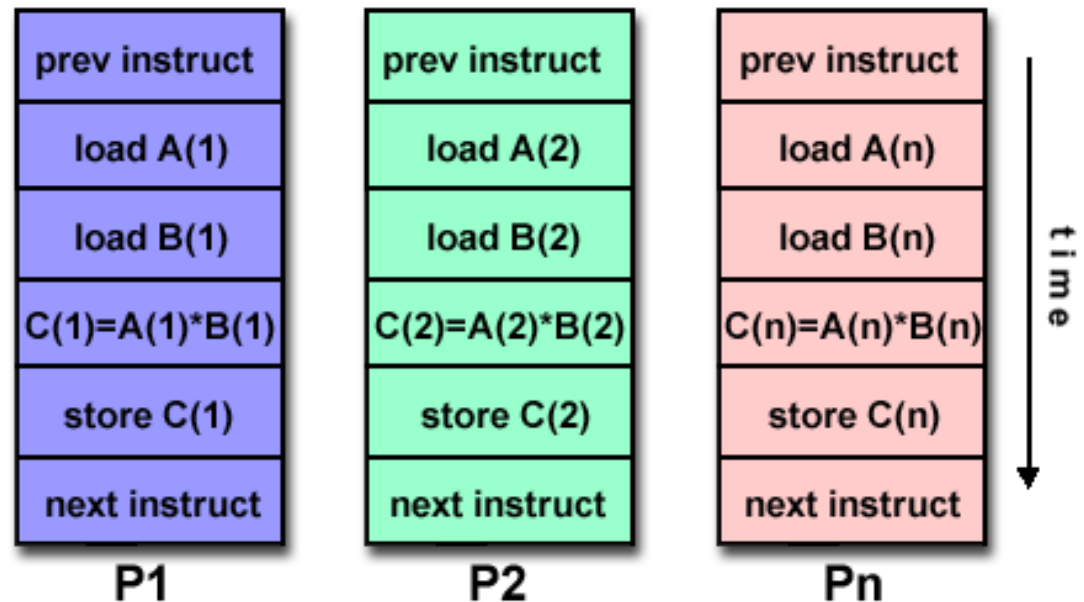 prev instruct
load A(1)
load B(1)
C(1)=A(1)*B(1)
store C(1)
next instruct
P1
prev instruct
load A(2)
load B(2)
C(2)=A(2)*B(2)
store C(2)
next instruct
P2
prev instruct
load A(n)
load B(n)
C(n)=A(n)*B(n)
store C(n)
next instruct
Pn
time